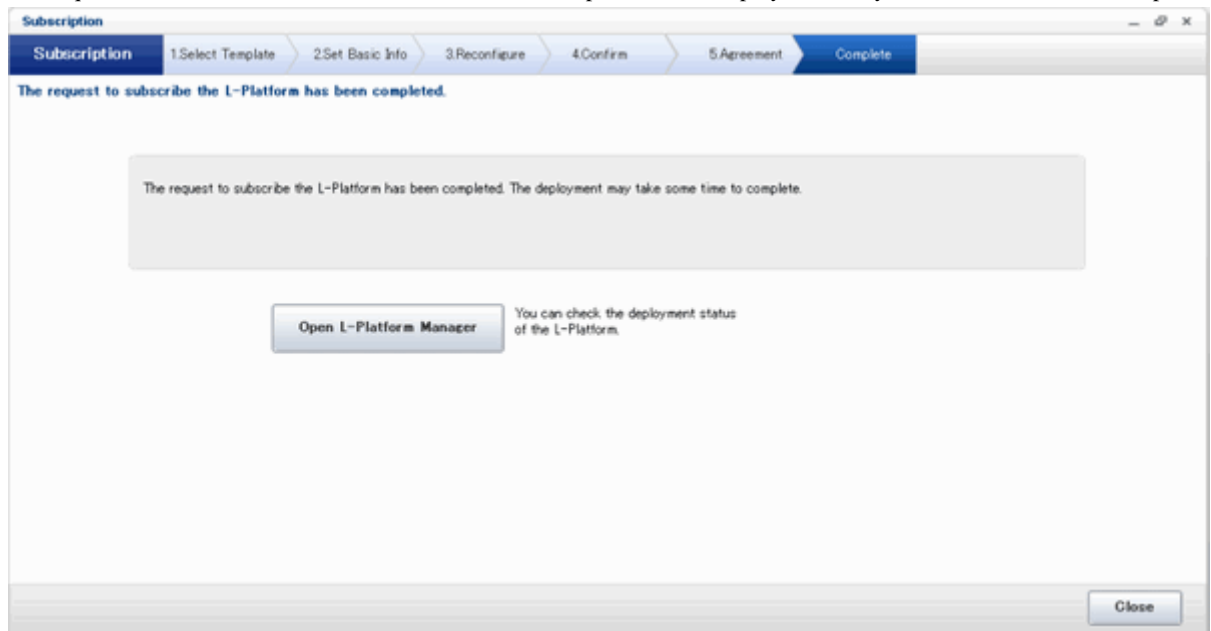 Subscription
Subscription 1.Select Template 2.Set Basic Info 3.Reconfigure 4.Confirm 5.Agreement Complete
The request to subscribe the L-Platform has been completed.
The request to subscribe the L-Platform has been completed. The deployment may take some time to complete.
Open L-Platform Manager
You can check the deployment status
of the L-Platform.
Close